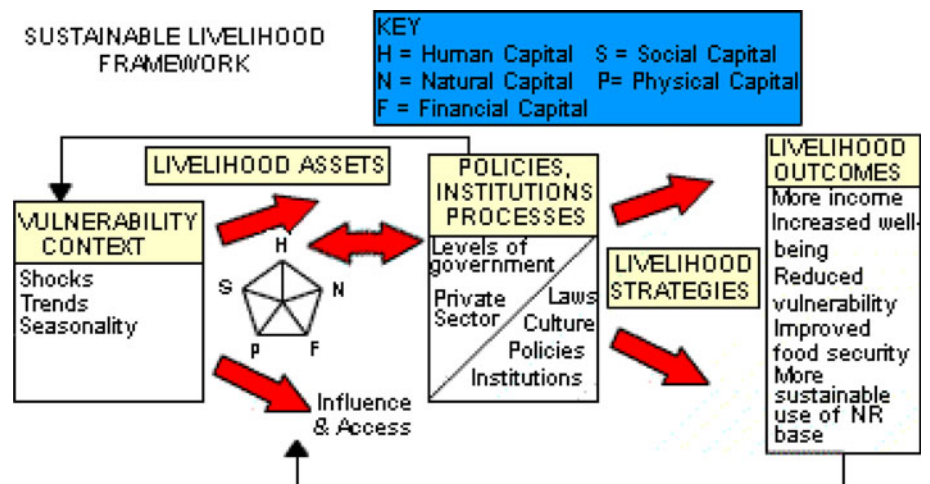 SUSTAINABLE LIVELIHOOD
FRAMEWORK
KEY
H = Human Capital S = Social Capital
N = Natural Capital P= Physical Capital
F = Financial Capital
LIVELIHOOD ASSETS
VULNERABILITY
CONTEXT
Shocks
Trends
Seasonality
H
S
N
P
F
Influence
& Access
POLICIES,
INSTITUTIONS
PROCESSES
Levels of
government
Private
Sector
Laws
Culture
Policies
Institutions
LIVELIHOOD
STRATEGIES
LIVELIHOOD
OUTCOMES
More income
Increased well-
being
Reduced
vulnerability
Improved
food security
More
sustainable
use of NR
base